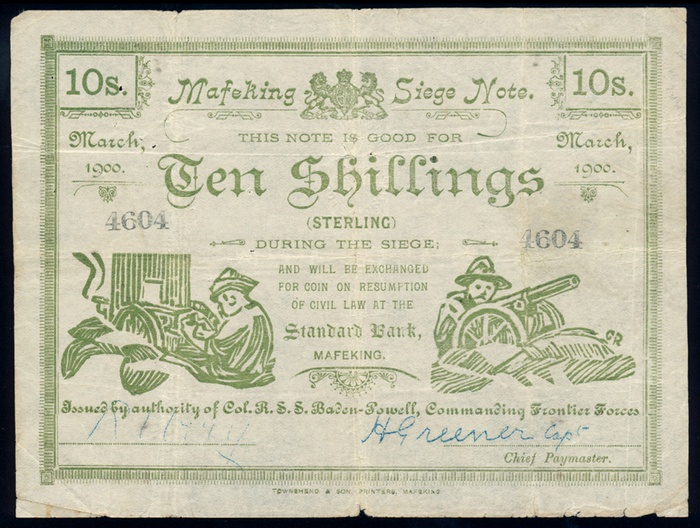 10s. Mafeking Siege Note. 10s.
March, THIS NOTE IS GOOD FOR March,
1900. Ten Shillings 1900.
4604 (STERLING) 4604
DURING THE SIEGE;
AND WILL BE EXCHANGED
FOR COIN ON RESUMPTION
OF CIVIL LAW AT THE
Standard Bank,
MAFEKING.
Issued by authority of Col. R. S. S. Baden-Powell, Commanding Frontier Forces
H Greener Capt
Chief Paymaster.
TOWNSHEND & SON, PRINTERS, MAFEKING